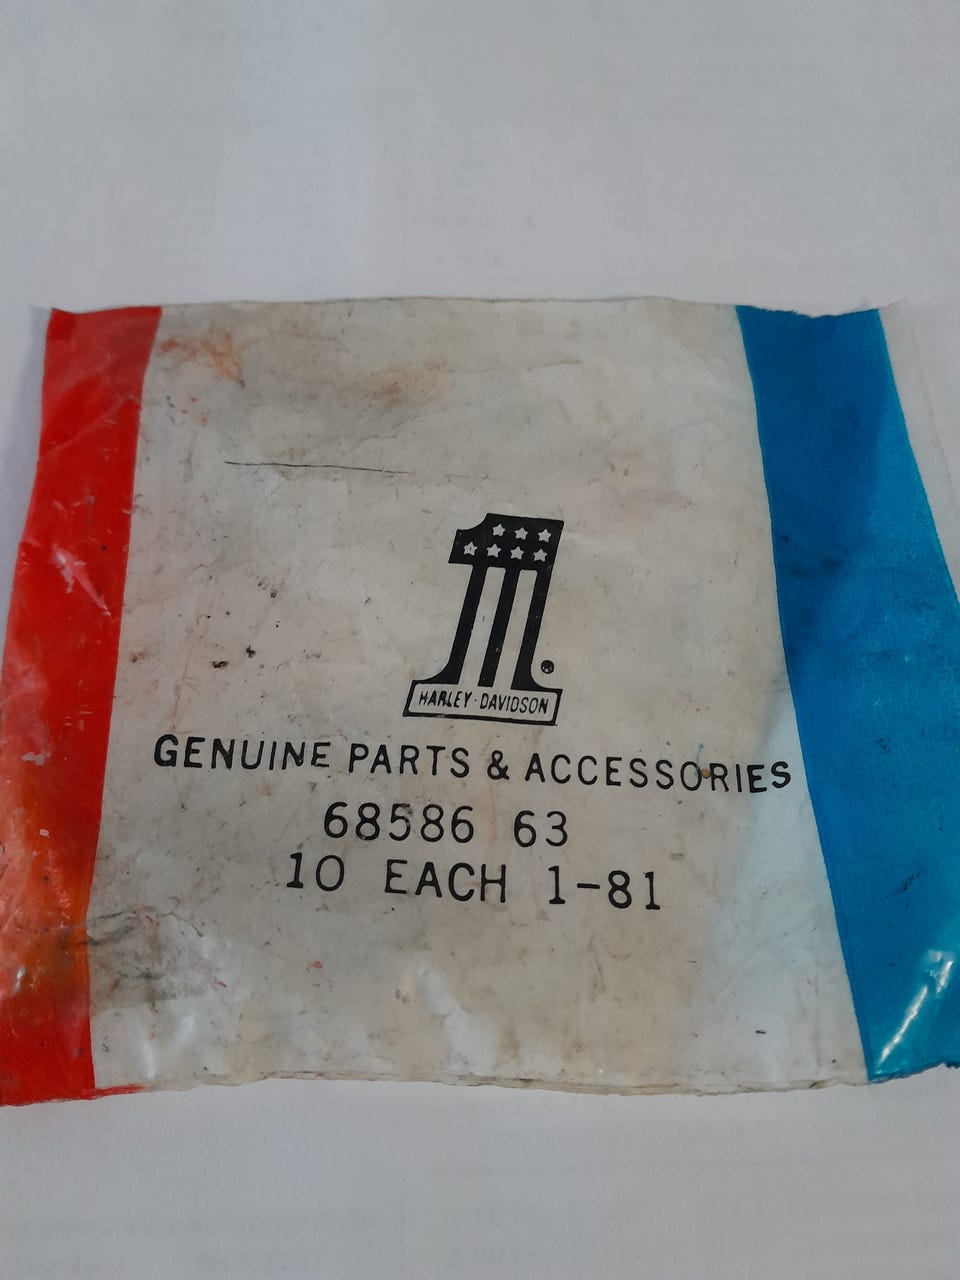 HARLEY-DAVIDSON
GENUINE PARTS & ACCESSORIES
68586 63
10 EACH 1-81